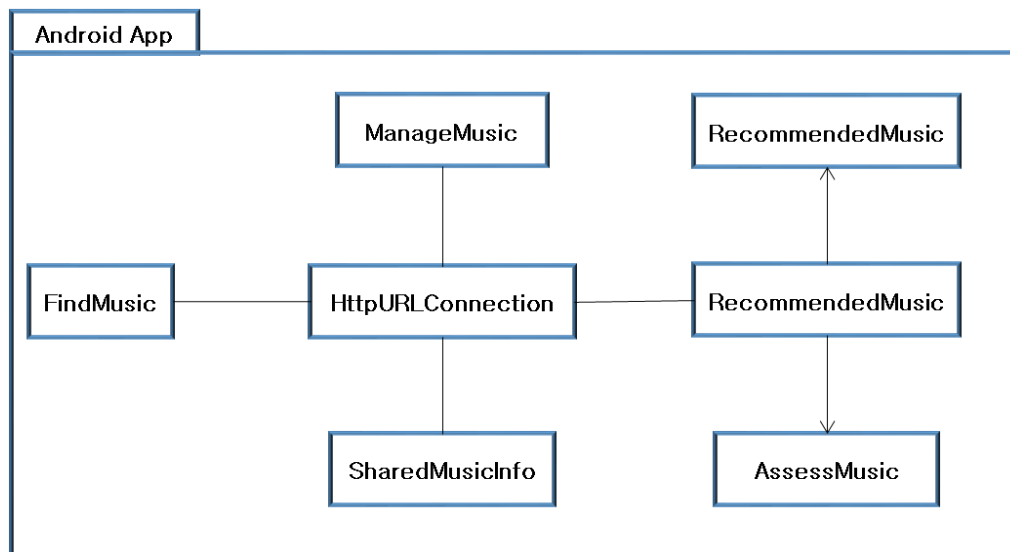 Android App
ManageMusic
RecommendedMusic
FindMusic
HttpURLConnection
RecommendedMusic
SharedMusicInfo
AssessMusic